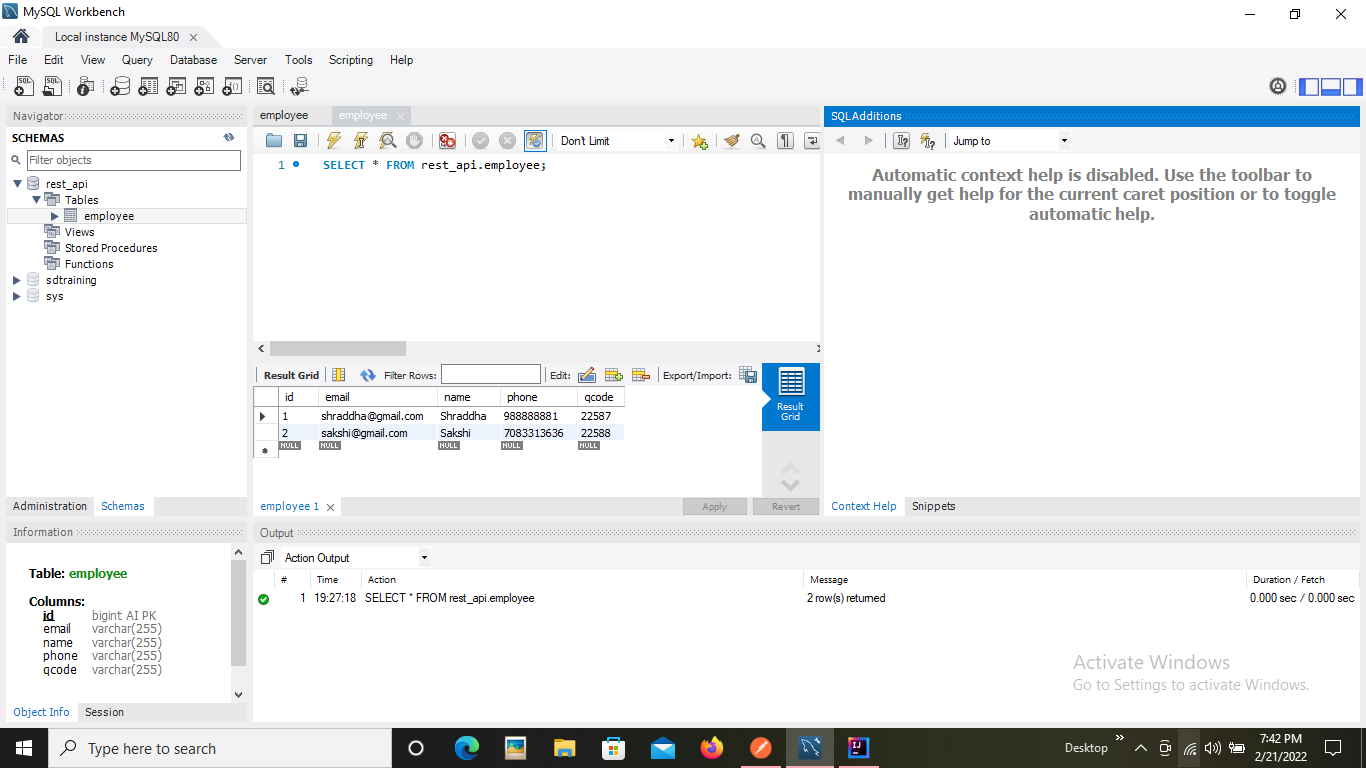 MySQL Workbench
Local instance MySQL80
File Edit View Query Database Server Tools Scripting Help
Navigator
SCHEMAS
Filter objects
rest_api
Tables
employee
Views
Stored Procedures
Functions
sdtraining
sys
Administration Schemas
Information
Table: employee
Columns:
id bigint AI PK
email varchar(255)
name varchar(255)
phone varchar(255)
qcode varchar(255)
Object Info Session
employee employee
Don't Limit
1 SELECT * FROM rest_api.employee;
Result Grid Filter Rows: Edit: Export/Import:
id email name phone qcode
1 shraddha@gmail.com Shraddha 988888881 22587
2 sakshi@gmail.com Sakshi 7083313636 22588
NULL NULL NULL NULL NULL
Result
Grid
employee 1
Apply Revert
SQLAdditions
Jump to
Automatic context help is disabled. Use the toolbar to
manually get help for the current caret position or to toggle
automatic help.
Context Help Snippets
Output
Action Output
# Time Action Message Duration / Fetch
1 19:27:18 SELECT * FROM rest_api.employee 2 row(s) returned 0.000 sec / 0.000 sec
Activate Windows
Go to Settings to activate Windows.
Type here to search
Desktop
7:42 PM
2/21/2022